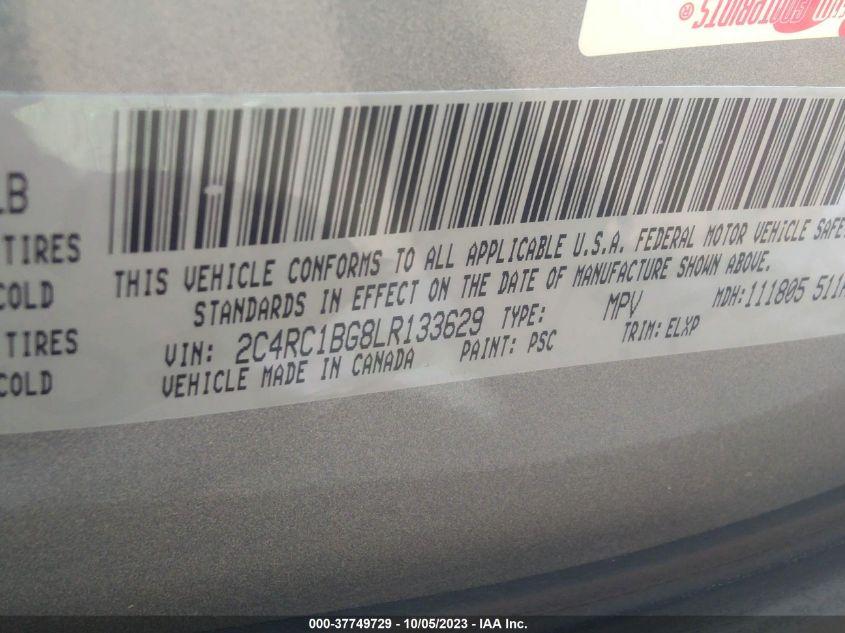 EQUIPARIOTS ®
LB
TIRES
COLD
TIRES
COLD
THIS VEHICLE CONFORMS TO ALL APPLICABLE U.S.A. FEDERAL MOTOR VEHICLE SAFE
STANDARDS IN EFFECT ON THE DATE OF MANUFACTURE SHOWN ABOVE.
VIN: 2C4RC1BG8LR133629 TYPE: MPV MDH:111805 511
VEHICLE MADE IN CANADA PAINT: PSC TRIM: ELXP
000-37749729 - 10/05/2023 - IAA Inc.